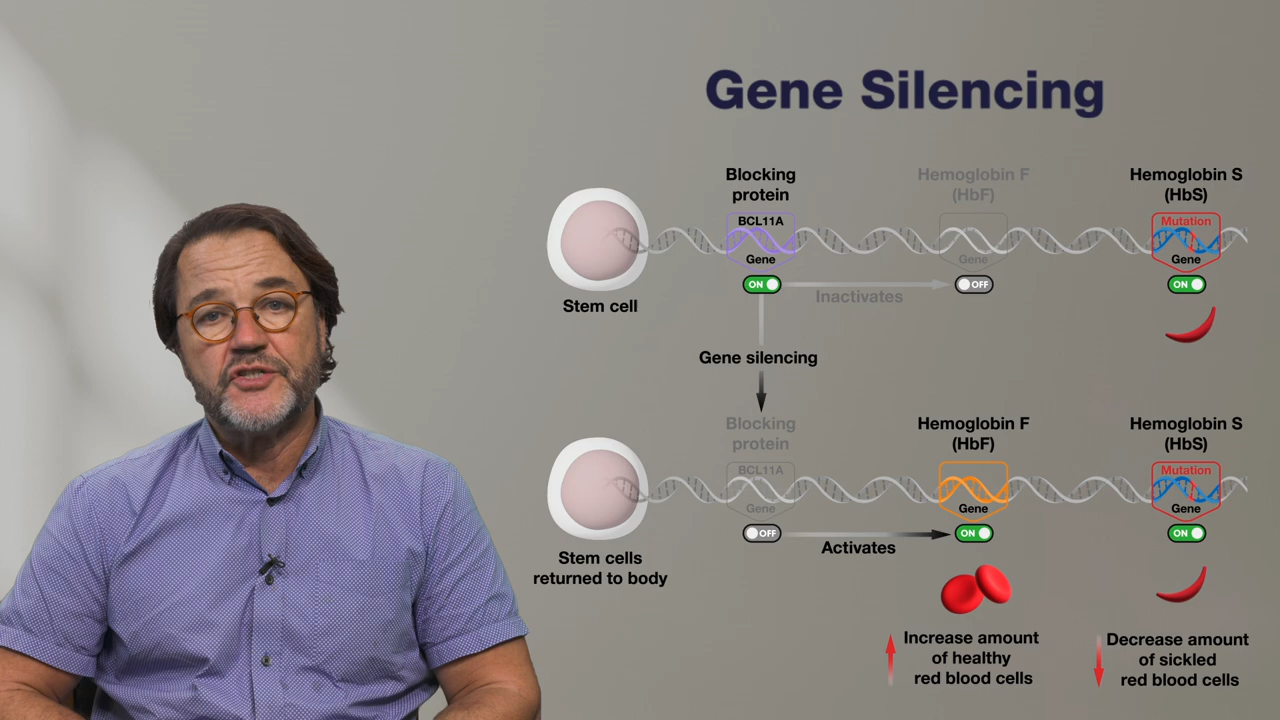 Gene Silencing
Blocking
protein
Hemoglobin F
(HbF)
Hemoglobin S
(HbS)
BCL11A
Gene
Gene
Mutation
Gene
ON
OFF
ON
Inactivates
Stem cell
Gene silencing
Blocking
protein
Hemoglobin F
(HbF)
Hemoglobin S
(HbS)
BCL11A
Gene
Gene
Mutation
Gene
OFF
ON
ON
Activates
Stem cells
returned to body
Increase amount
of healthy
red blood cells
Decrease amount
of sickled
red blood cells